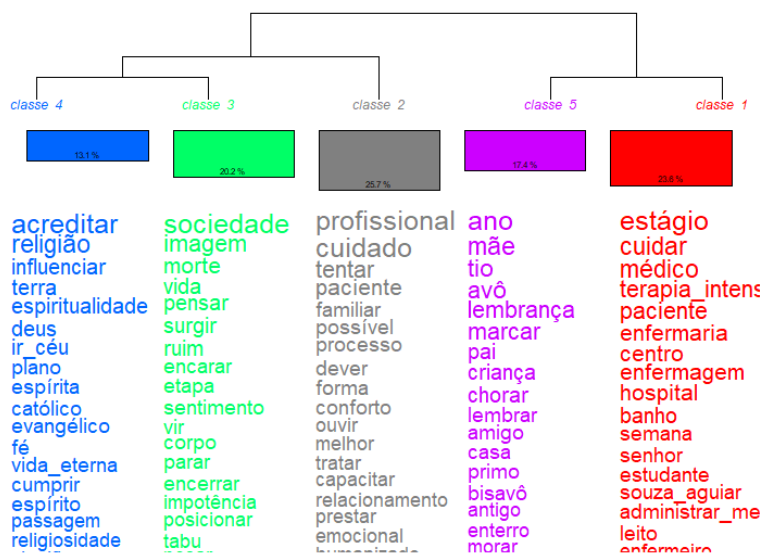 classe 4
classe 3
classe 2
classe 5
classe 1
13.1 %
20.2 %
25.7 %
17.4 %
23.6 %
acreditar
religião
influenciar
terra
espiritualidade
deus
ir_céu
plano
espírita
católico
evangélico
fé
vida_eterna
cumprir
espírito
passagem
religiosidade
sociedade
imagem
morte
vida
pensar
surgir
ruim
encarar
etapa
sentimento
vir
corpo
parar
encerrar
impotência
posicionar
tabu
profissional
cuidado
tentar
paciente
familiar
possível
processo
dever
forma
conforto
ouvir
melhor
tratar
capacitar
relacionamento
prestar
emocional
humanizado
ano
mãe
tio
avô
lembrança
marcar
pai
criança
chorar
lembrar
amigo
casa
primo
bisavô
antigo
enterro
morar
estágio
cuidar
médico
terapia_intens
paciente
enfermaria
centro
enfermagem
hospital
banho
semana
senhor
estudante
souza_aguiar
administrar_me
leito
enfermeiro